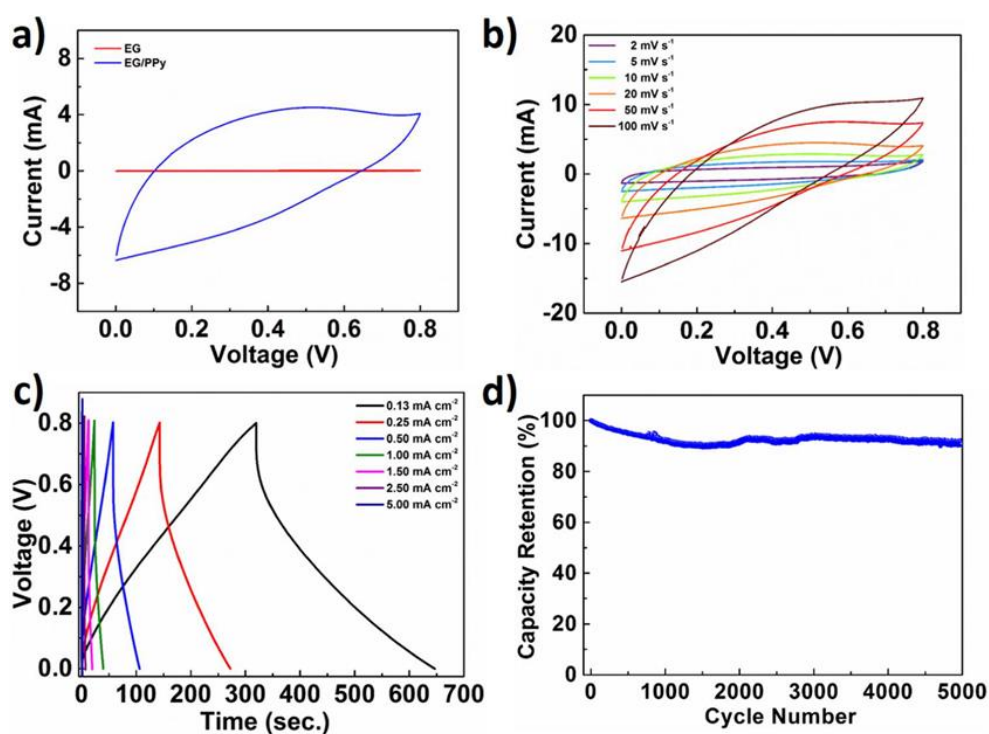 a)
8
4
0
-4
-8
Current (mA)
EG
EG/PPy
0.0 0.2 0.4 0.6 0.8
Voltage (V)
b)
20
10
0
-10
-20
Current (mA)
2 mV s⁻¹
5 mV s⁻¹
10 mV s⁻¹
20 mV s⁻¹
50 mV s⁻¹
100 mV s⁻¹
0.0 0.2 0.4 0.6 0.8
Voltage (V)
c)
0.8
0.6
0.4
0.2
0.0
Voltage (V)
0.13 mA cm⁻²
0.25 mA cm⁻²
0.50 mA cm⁻²
1.00 mA cm⁻²
1.50 mA cm⁻²
2.50 mA cm⁻²
5.00 mA cm⁻²
0 100 200 300 400 500 600 700
Time (sec.)
d)
100
80
60
40
20
0
Capacity Retention (%)
0 1000 2000 3000 4000 5000
Cycle Number